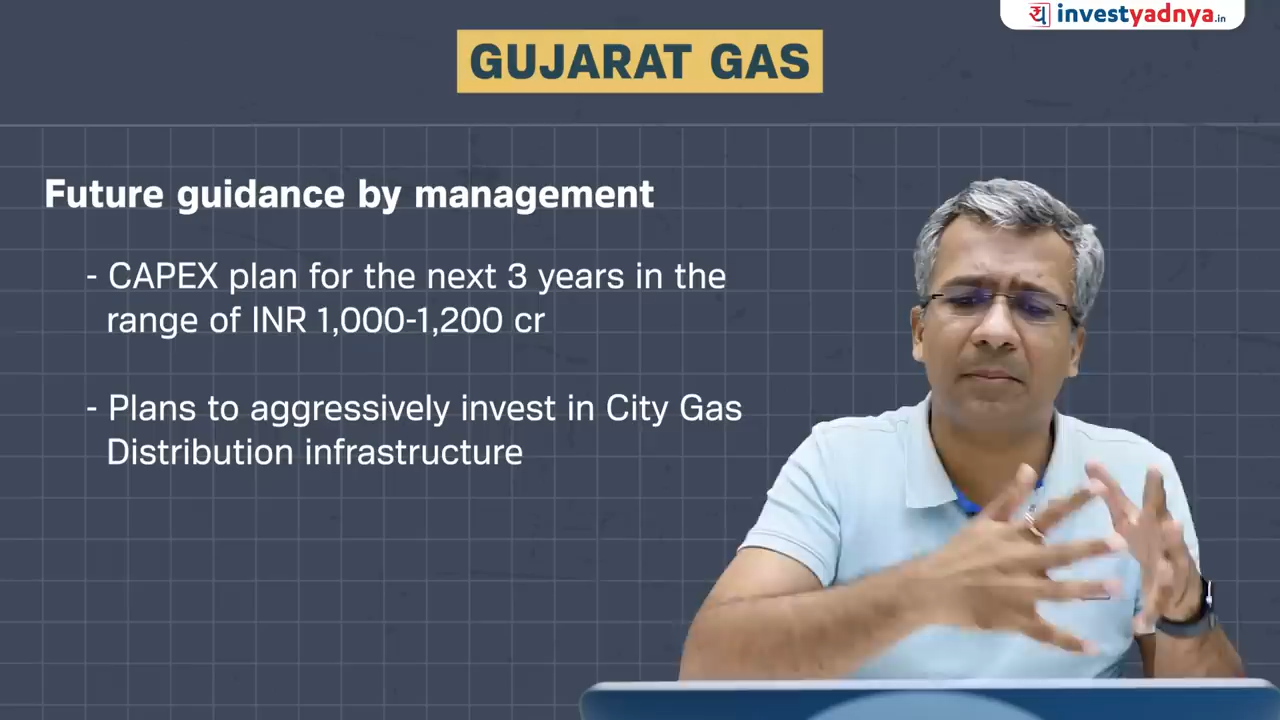 यु investyadnya.in
GUJARAT GAS
Future guidance by management
- CAPEX plan for the next 3 years in the
range of INR 1,000-1,200 cr
- Plans to aggressively invest in City Gas
Distribution infrastructure